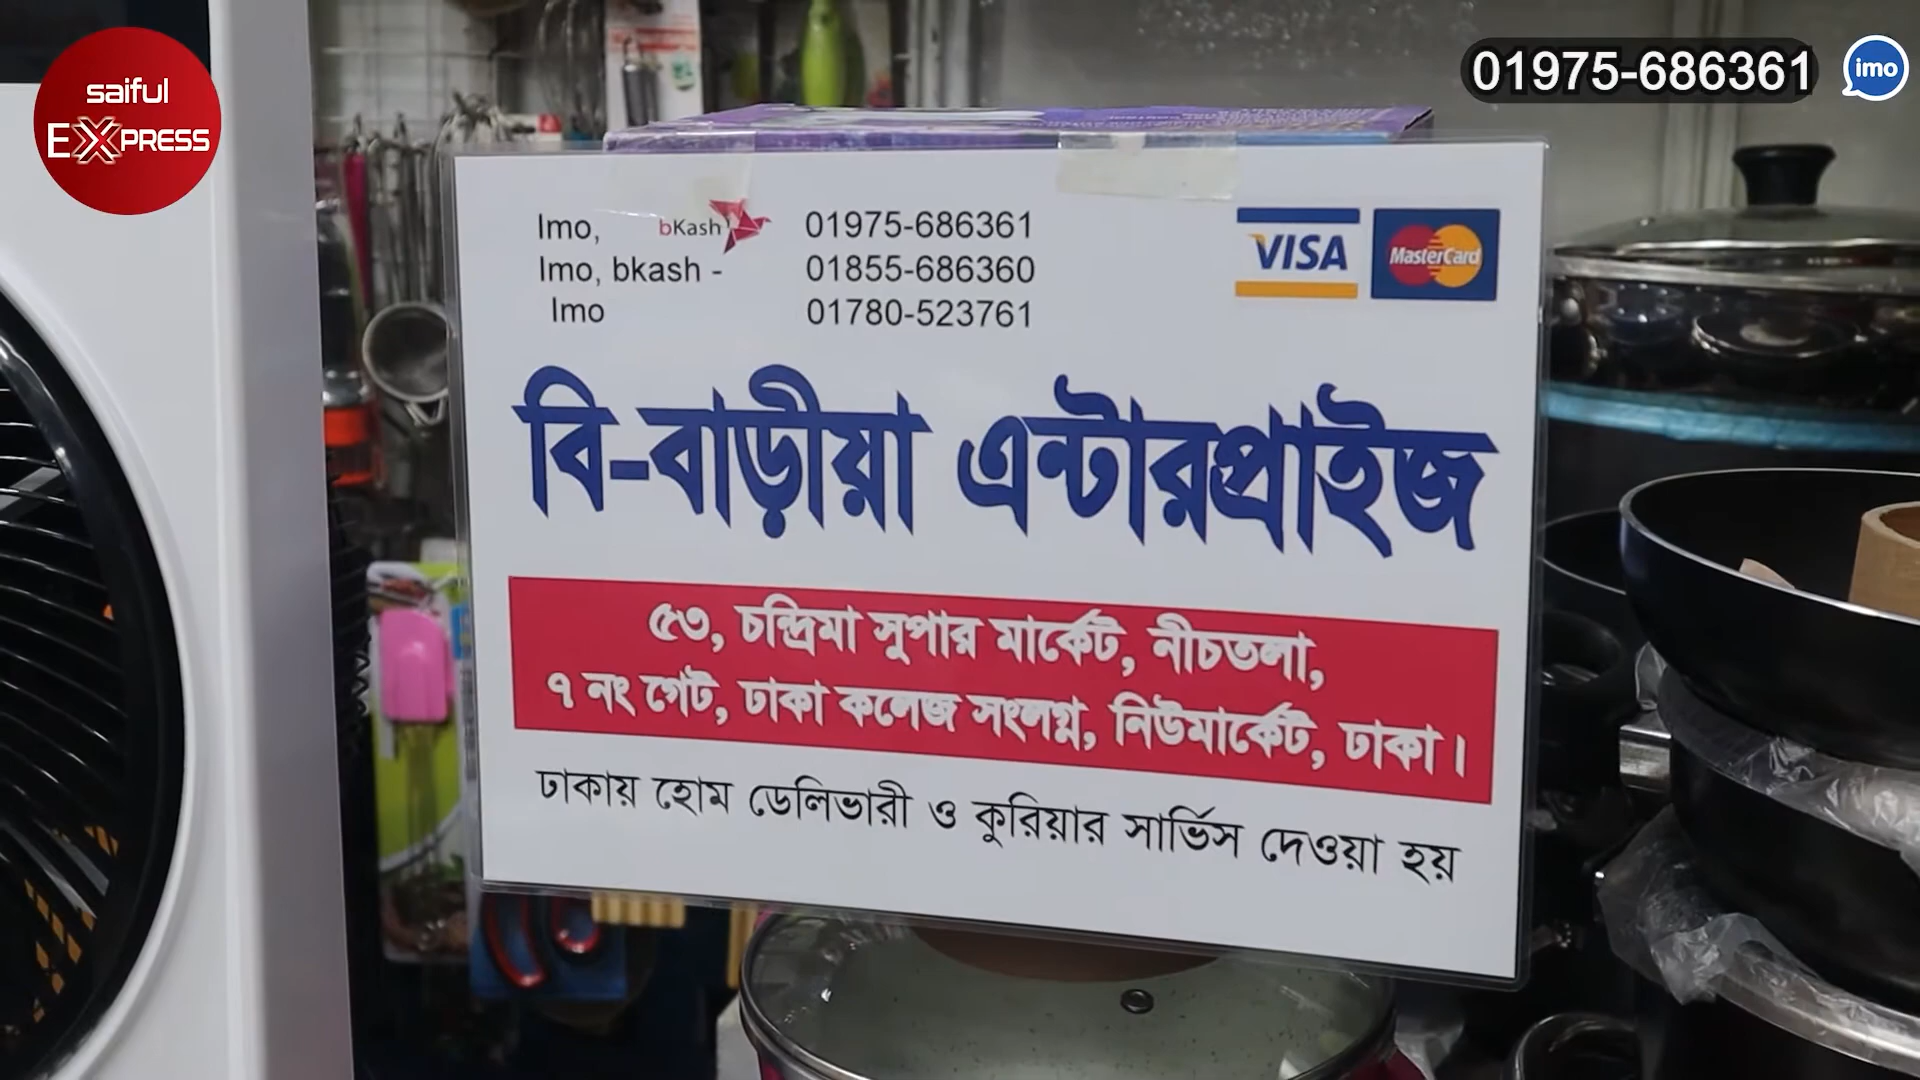 saiful
EXPRESS
01975-686361
imo
Imo, bKash 01975-686361
Imo, bkash - 01855-686360
Imo 01780-523761
VISA
MasterCard
বি-বাড়ীয়া এন্টারপ্রাইজ
৫৩, চন্দ্রিমা সুপার মার্কেট, নীচতলা,
৭ নং গেট, ঢাকা কলেজ সংলগ্ন, নিউমার্কেট, ঢাকা।
ঢাকায় হোম ডেলিভারী ও কুরিয়ার সার্ভিস দেওয়া হয়